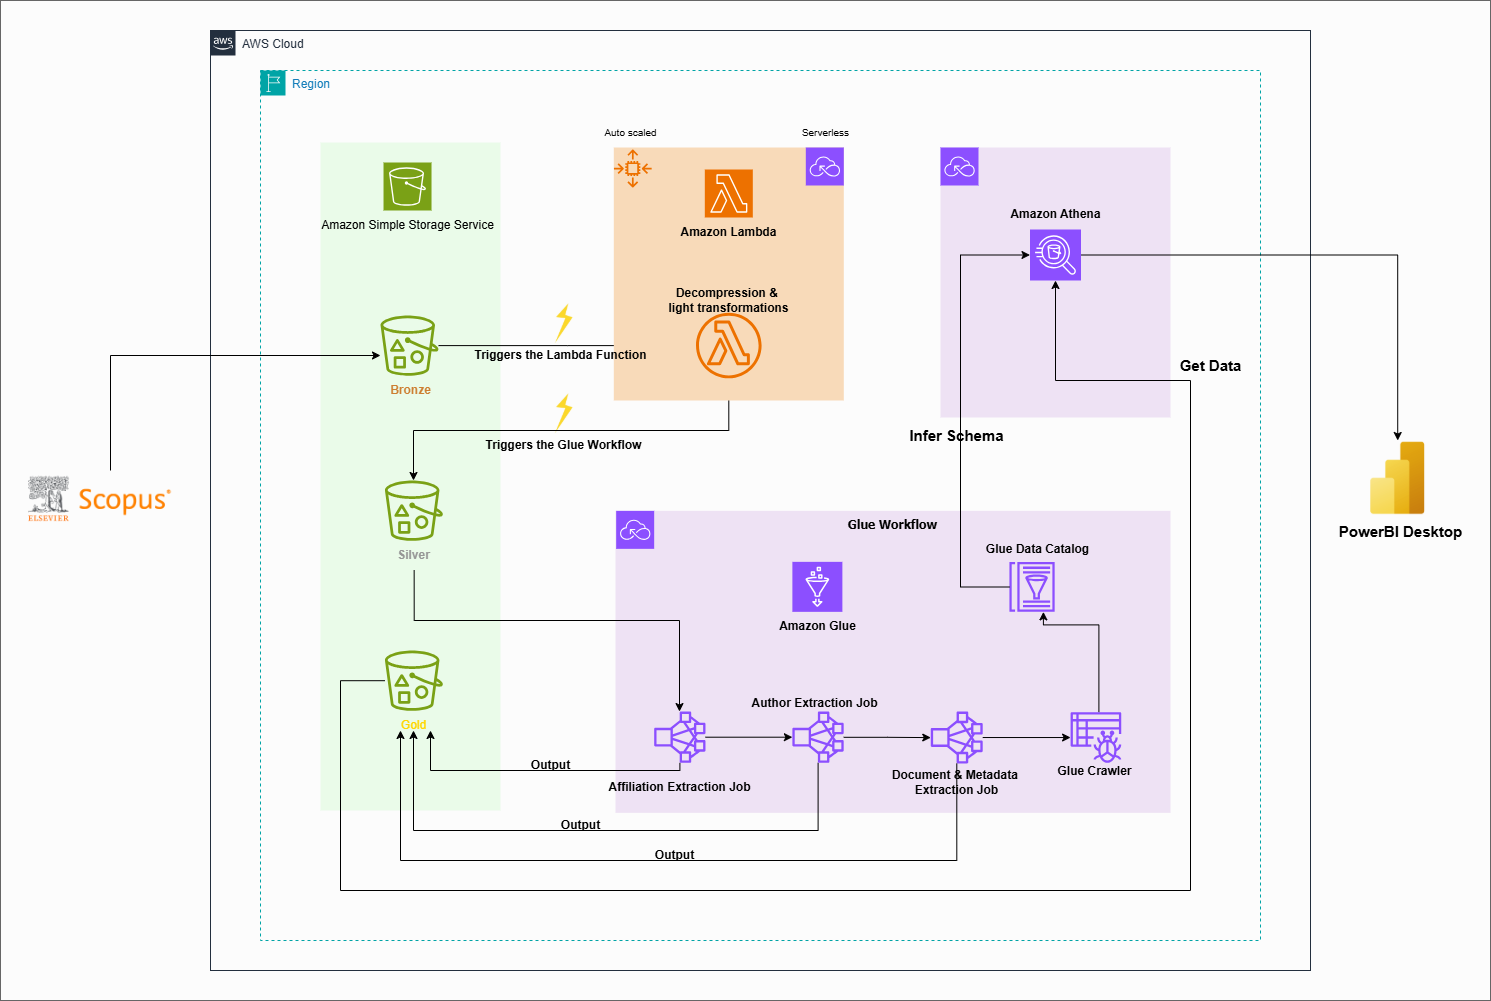 aws
AWS Cloud
Region
Auto scaled
Serverless
Amazon Simple Storage Service
Amazon Lambda
Amazon Athena
Decompression &
light transformations
Triggers the Lambda Function
Bronze
Get Data
Triggers the Glue Workflow
Infer Schema
ELSEVIER
Scopus®
Silver
Glue Workflow
PowerBI Desktop
Glue Data Catalog
Amazon Glue
Author Extraction Job
Gold
Output
Affiliation Extraction Job
Document & Metadata
Extraction Job
Glue Crawler
Output
Output